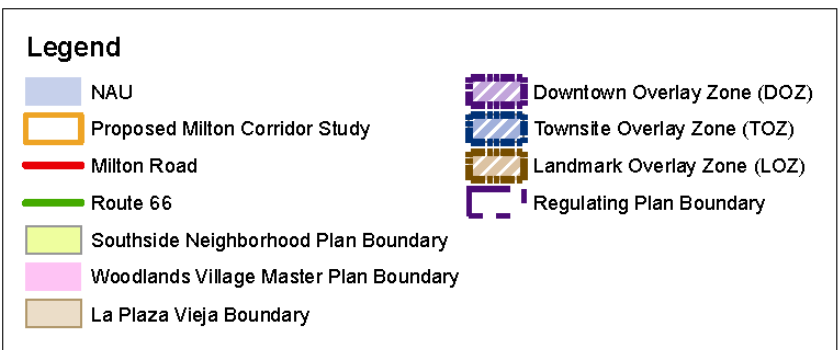 Legend
NAU
Proposed Milton Corridor Study
Milton Road
Route 66
Southside Neighborhood Plan Boundary
Woodlands Village Master Plan Boundary
La Plaza Vieja Boundary
Downtown Overlay Zone (DOZ)
Townsite Overlay Zone (TOZ)
Landmark Overlay Zone (LOZ)
Regulating Plan Boundary